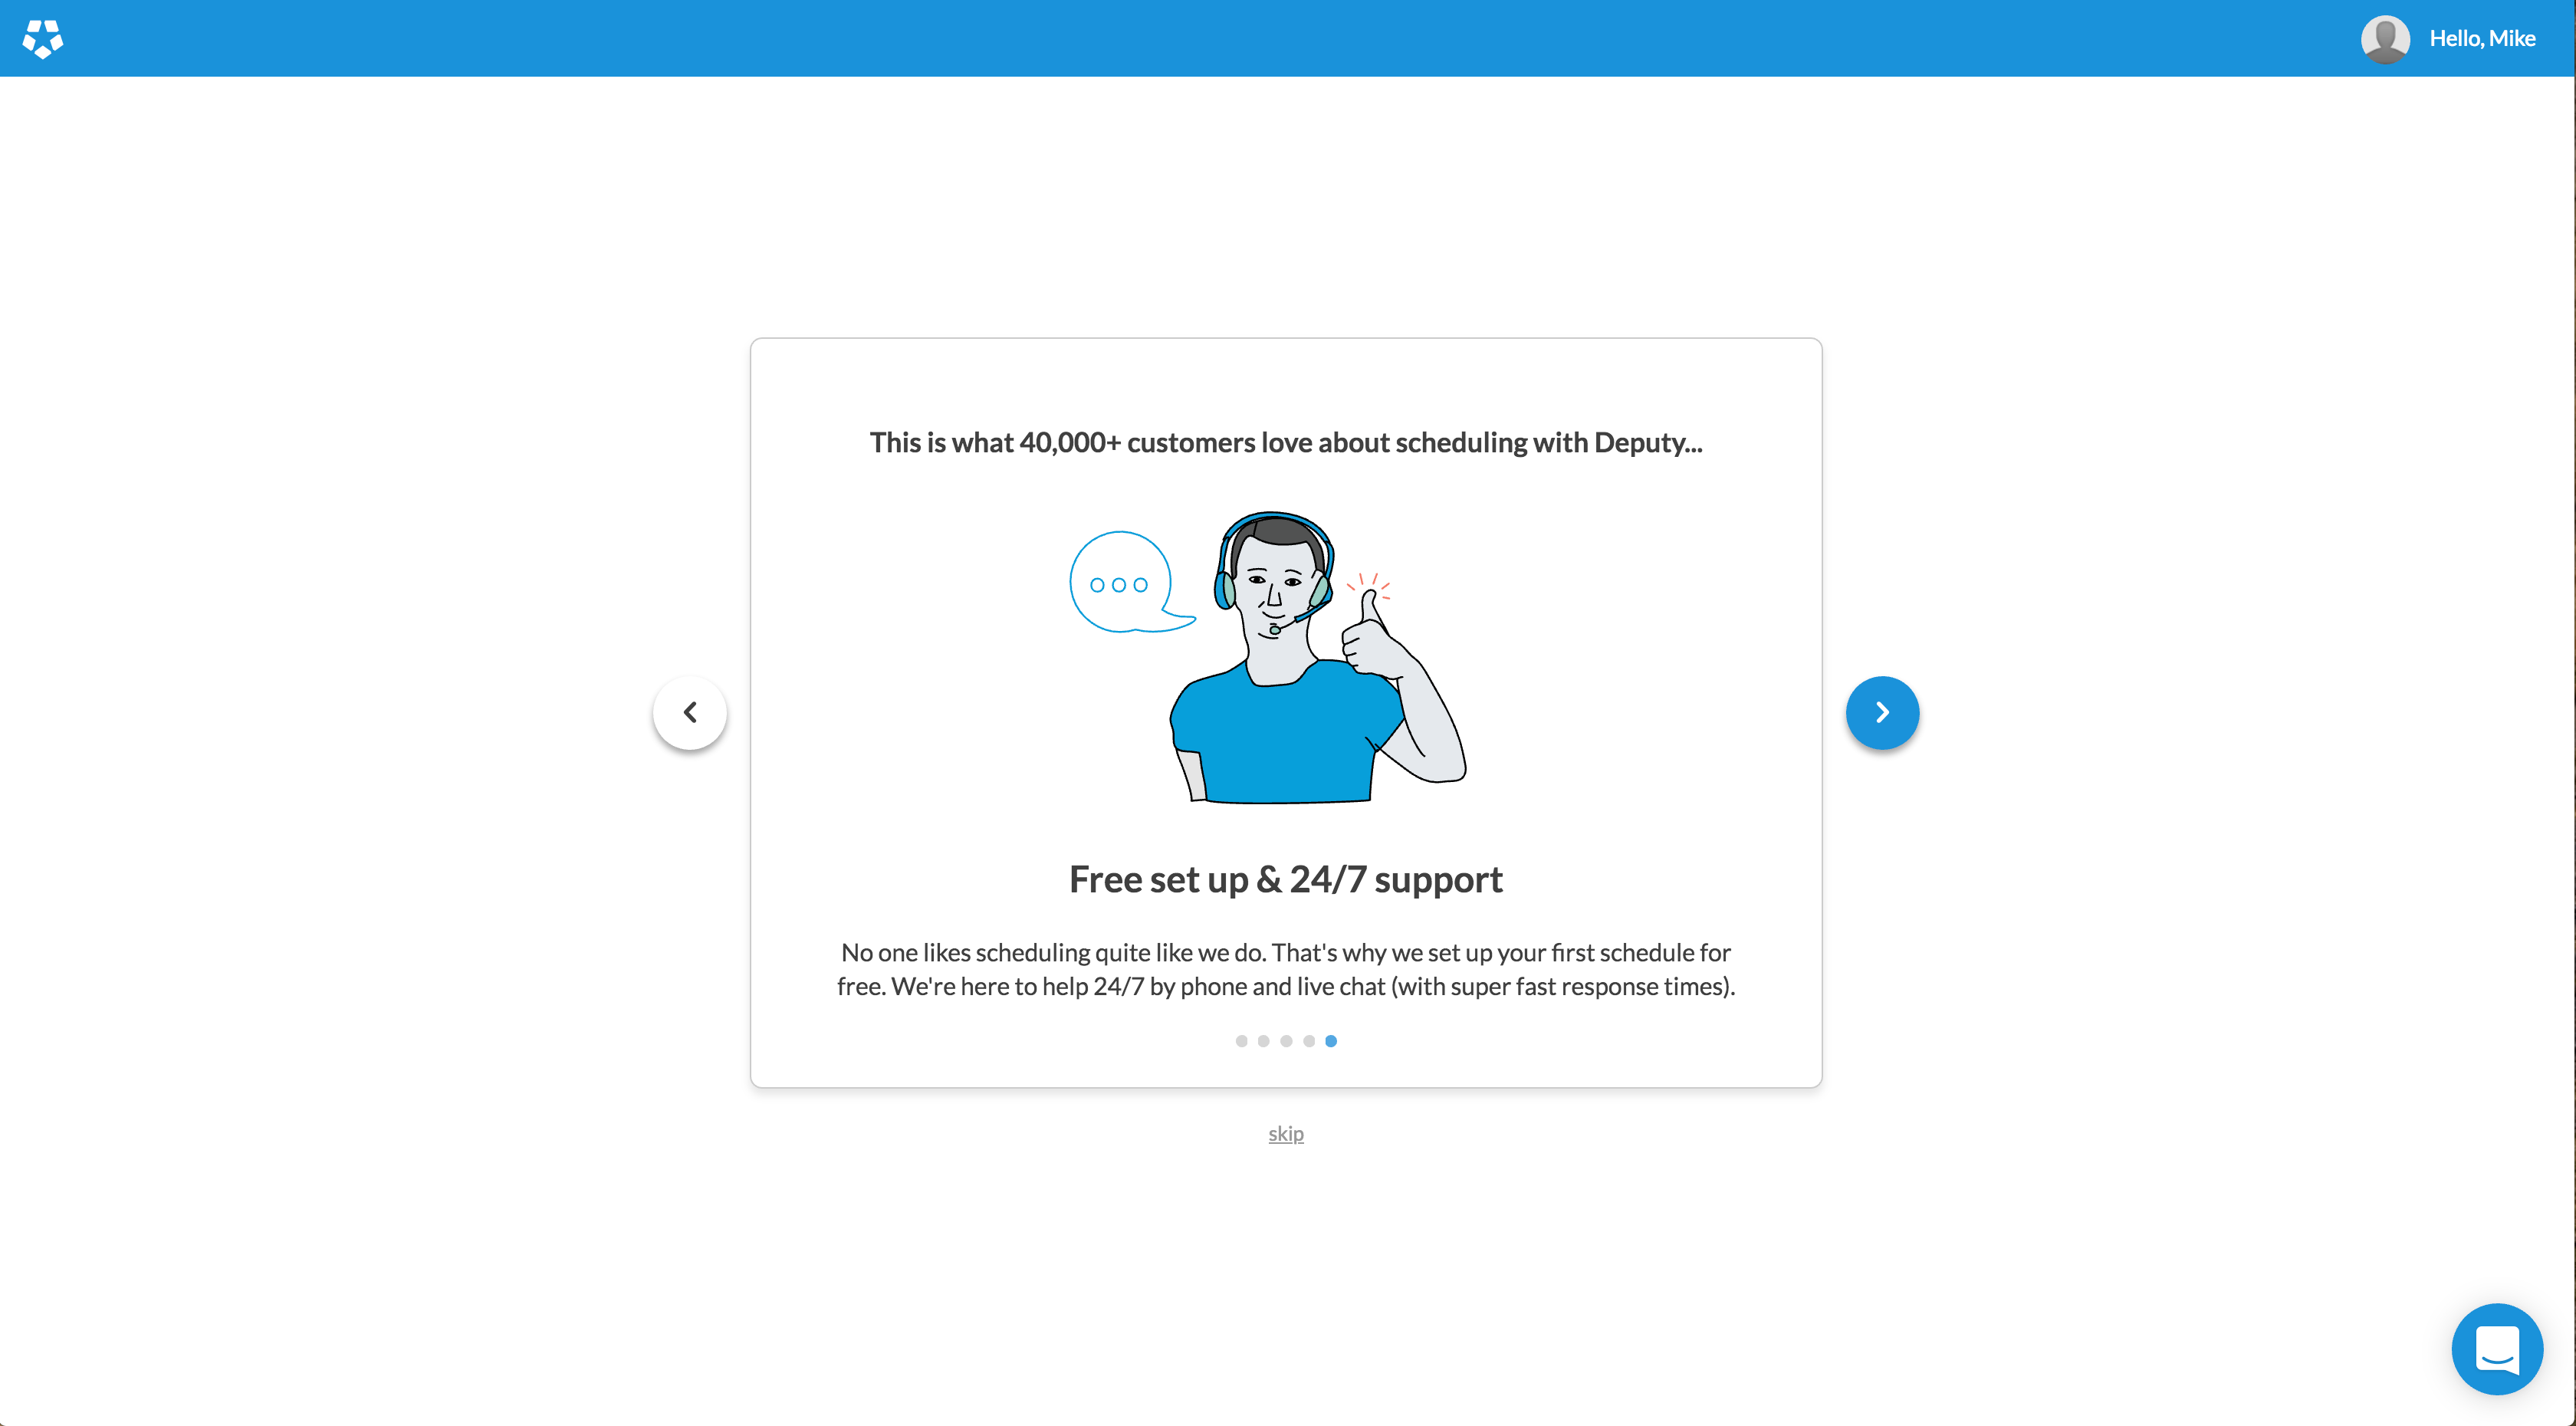 Hello, Mike
This is what 40,000+ customers love about scheduling with Deputy...
Free set up & 24/7 support
No one likes scheduling quite like we do. That's why we set up your first schedule for
free. We're here to help 24/7 by phone and live chat (with super fast response times).
skip